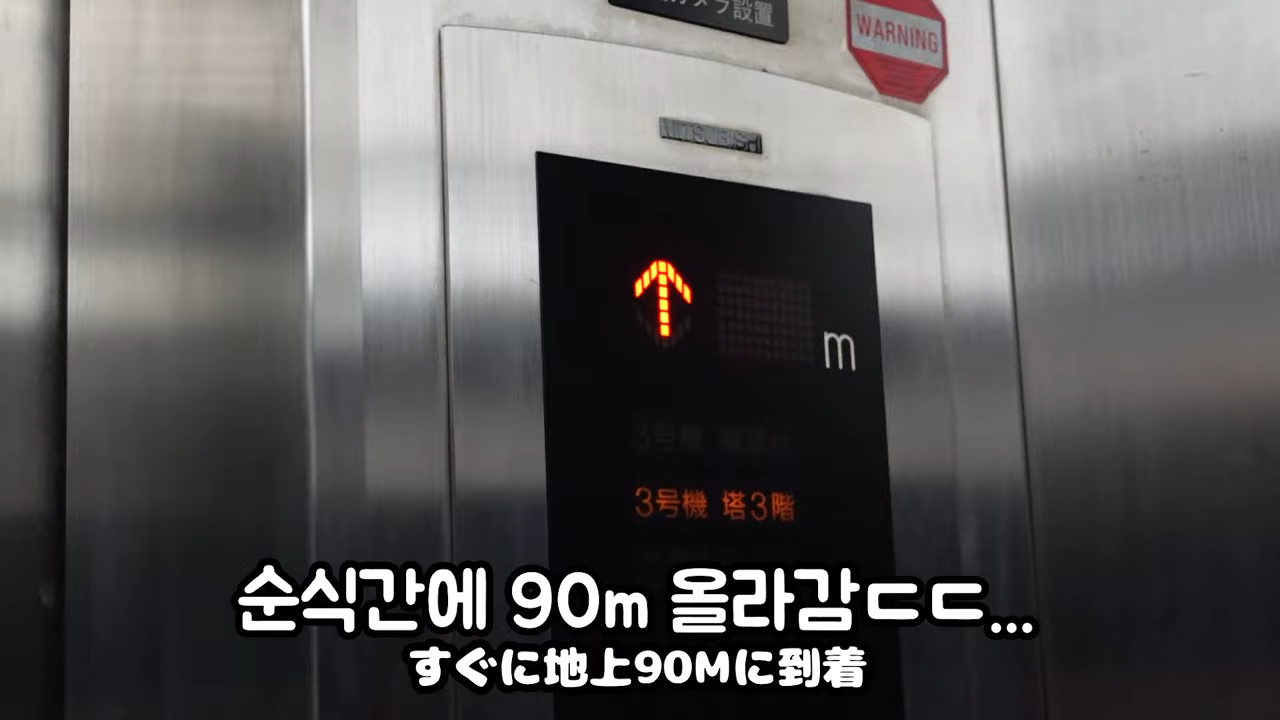 メラ設置
WARNING
MITSUBISHI
m
3号機 塔3階
순식간에 90m 올라감ㄷㄷ...
すぐに地上90Mに到着